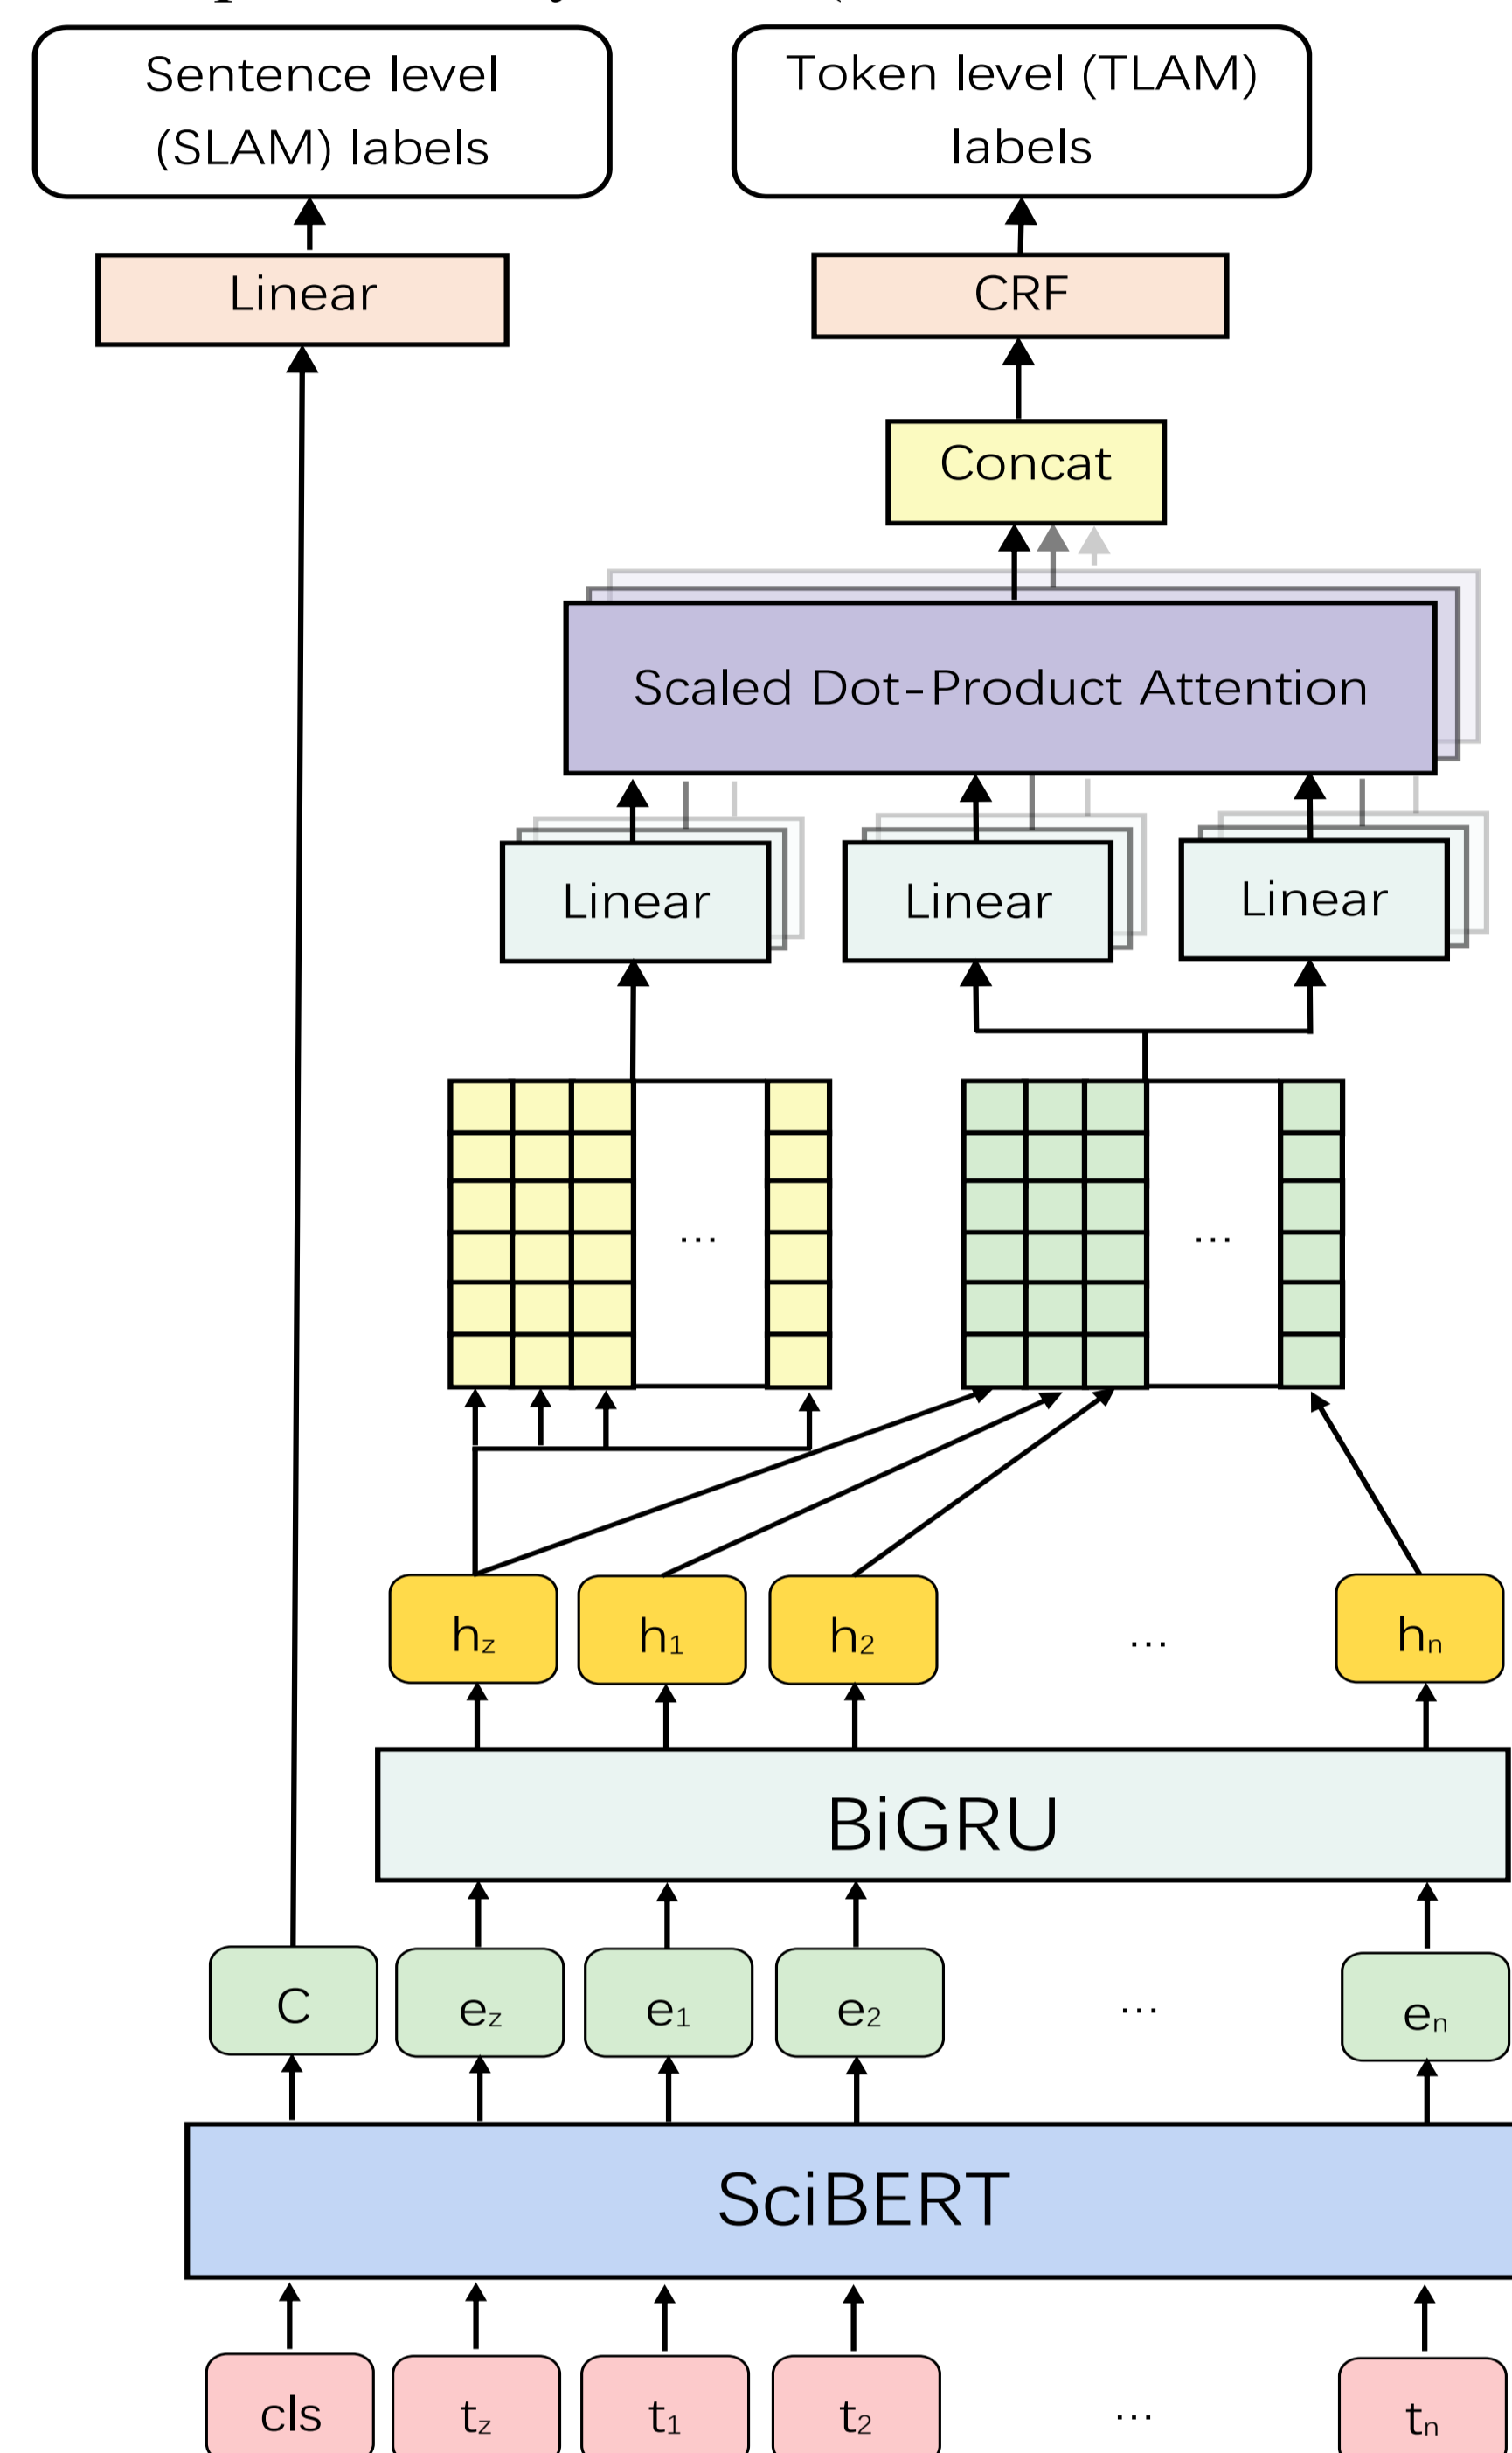 Sentence level
(SLAM) labels
Token level (TLAM)
labels
Linear
CRF
Concat
Scaled Dot-Product Attention
Linear
Linear
Linear
...
...
hz
h1
h2
...
hn
BiGRU
C
ez
e1
e2
...
en
SciBERT
cls
tz
t1
t2
...
tn